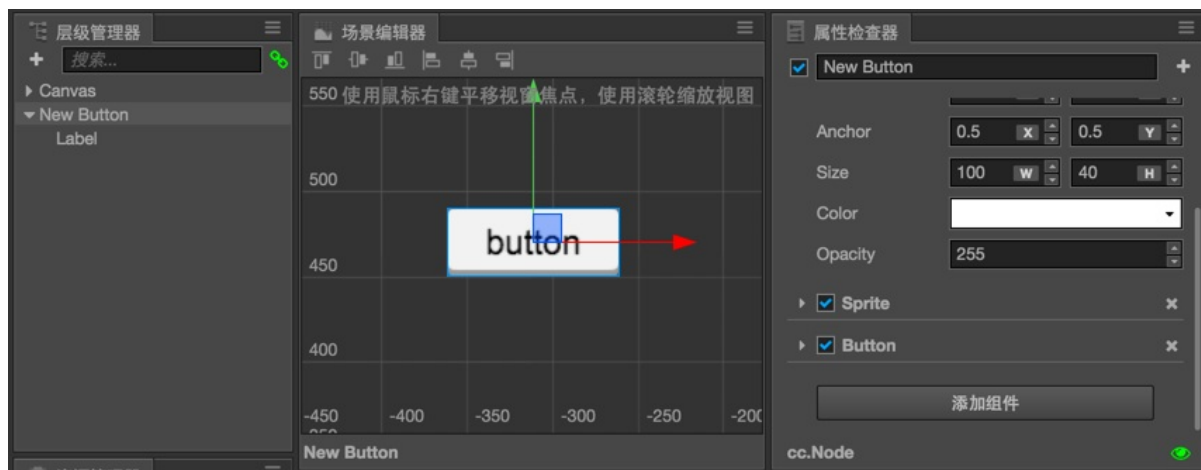 层级管理器
搜索...
Canvas
New Button
Label
场景编辑器
550 使用鼠标右键平移视窗焦点，使用滚轮缩放视图
500
button
450
400
-450 -400 -350 -300 -250 -200
New Button
属性检查器
New Button
Anchor 0.5 X 0.5 Y
Size 100 W 40 H
Color
Opacity 255
Sprite
Button
添加组件
cc.Node